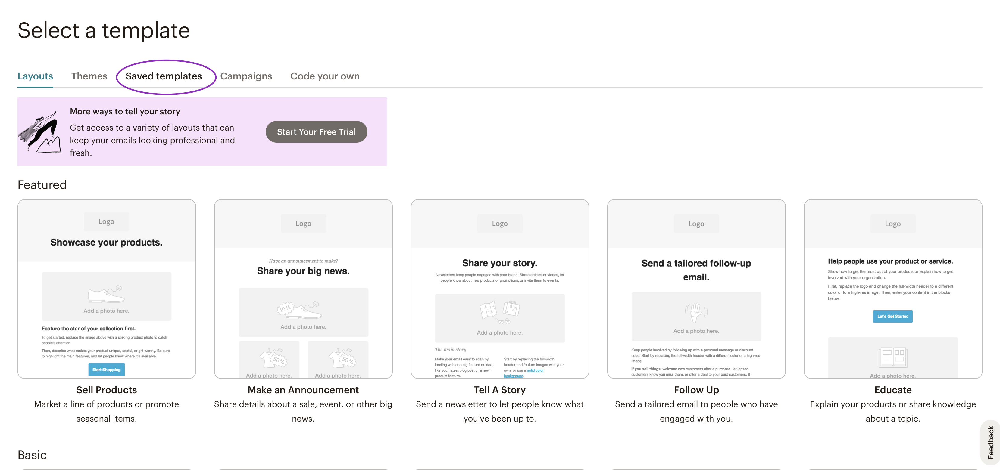 Select a template
Layouts Themes Saved templates Campaigns Code your own
More ways to tell your story
Get access to a variety of layouts that can
keep your emails looking professional and
fresh.
Start Your Free Trial
Featured
Logo
Showcase your products.
Add a photo here.
Feature the star of your collection first.
To get started, replace the image above with a striking product photo to catch
people's attention.
Then, describe what makes your product unique, useful, or gift-worthy. Be sure
to highlight the main features, and let people know where it's available.
Start Shopping
Sell Products
Market a line of products or promote
seasonal items.
Logo
Have an announcement to make?
Share your big news.
10%
Add a photo here.
50%
50%
Add a photo here.
Add a photo here.
Make an Announcement
Share details about a sale, event, or other big
news.
Logo
Share your story.
Newsletters keep people engaged with your brand. Share articles or videos, let
people know about new products or promotions, or invite them to events.
Add a photo here.
The main story
Make your email easy to scan by
leading with one big feature or idea,
like your latest blog post or a new
product feature.
Start by replacing the full-width
header and feature images with your
own, or use a solid color
background.
Tell A Story
Send a newsletter to let people know what
you've been up to.
Logo
Send a tailored follow-up
email.
Add a photo here.
Keep people involved by following up with a personal message or discount
code. Start by replacing the full-width header with a different color or a high-res
image.
If you sell things, welcome new customers after a purchase, let lapsed
customers know you miss them, or offer a deal to your best customers. If
Follow Up
Send a tailored email to people who have
engaged with you.
Logo
Help people use your product or service.
Show how to get the most out of your products or explain how to get
involved with your organization.
First, replace the logo and change the full-width header to a different
color or to a high-res image. Then, enter your content in the blocks
below.
Let's Get Started
Add a photo here.
Educate
Explain your products or share knowledge
about a topic.
Feedback
Basic